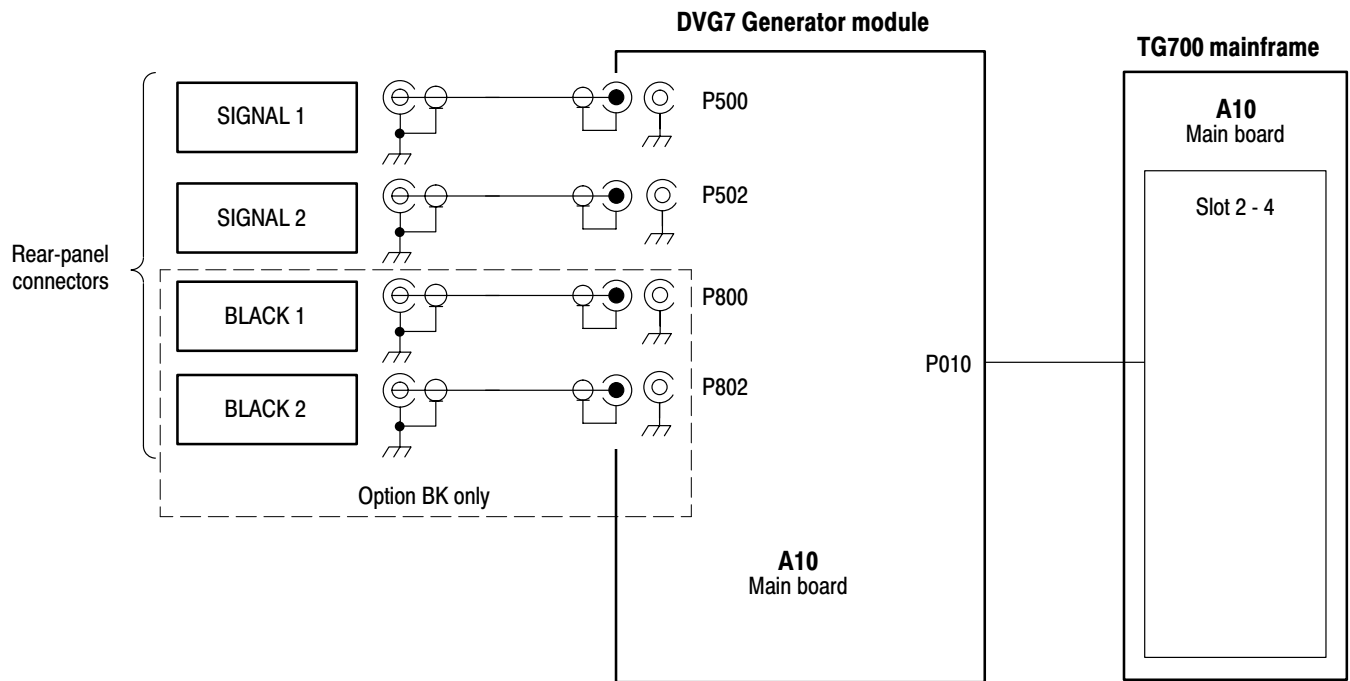 DVG7 Generator module
TG700 mainframe
Rear-panel
connectors
SIGNAL 1
P500
SIGNAL 2
P502
BLACK 1
P800
BLACK 2
P802
Option BK only
P010
A10
Main board
A10
Main board
Slot 2 - 4